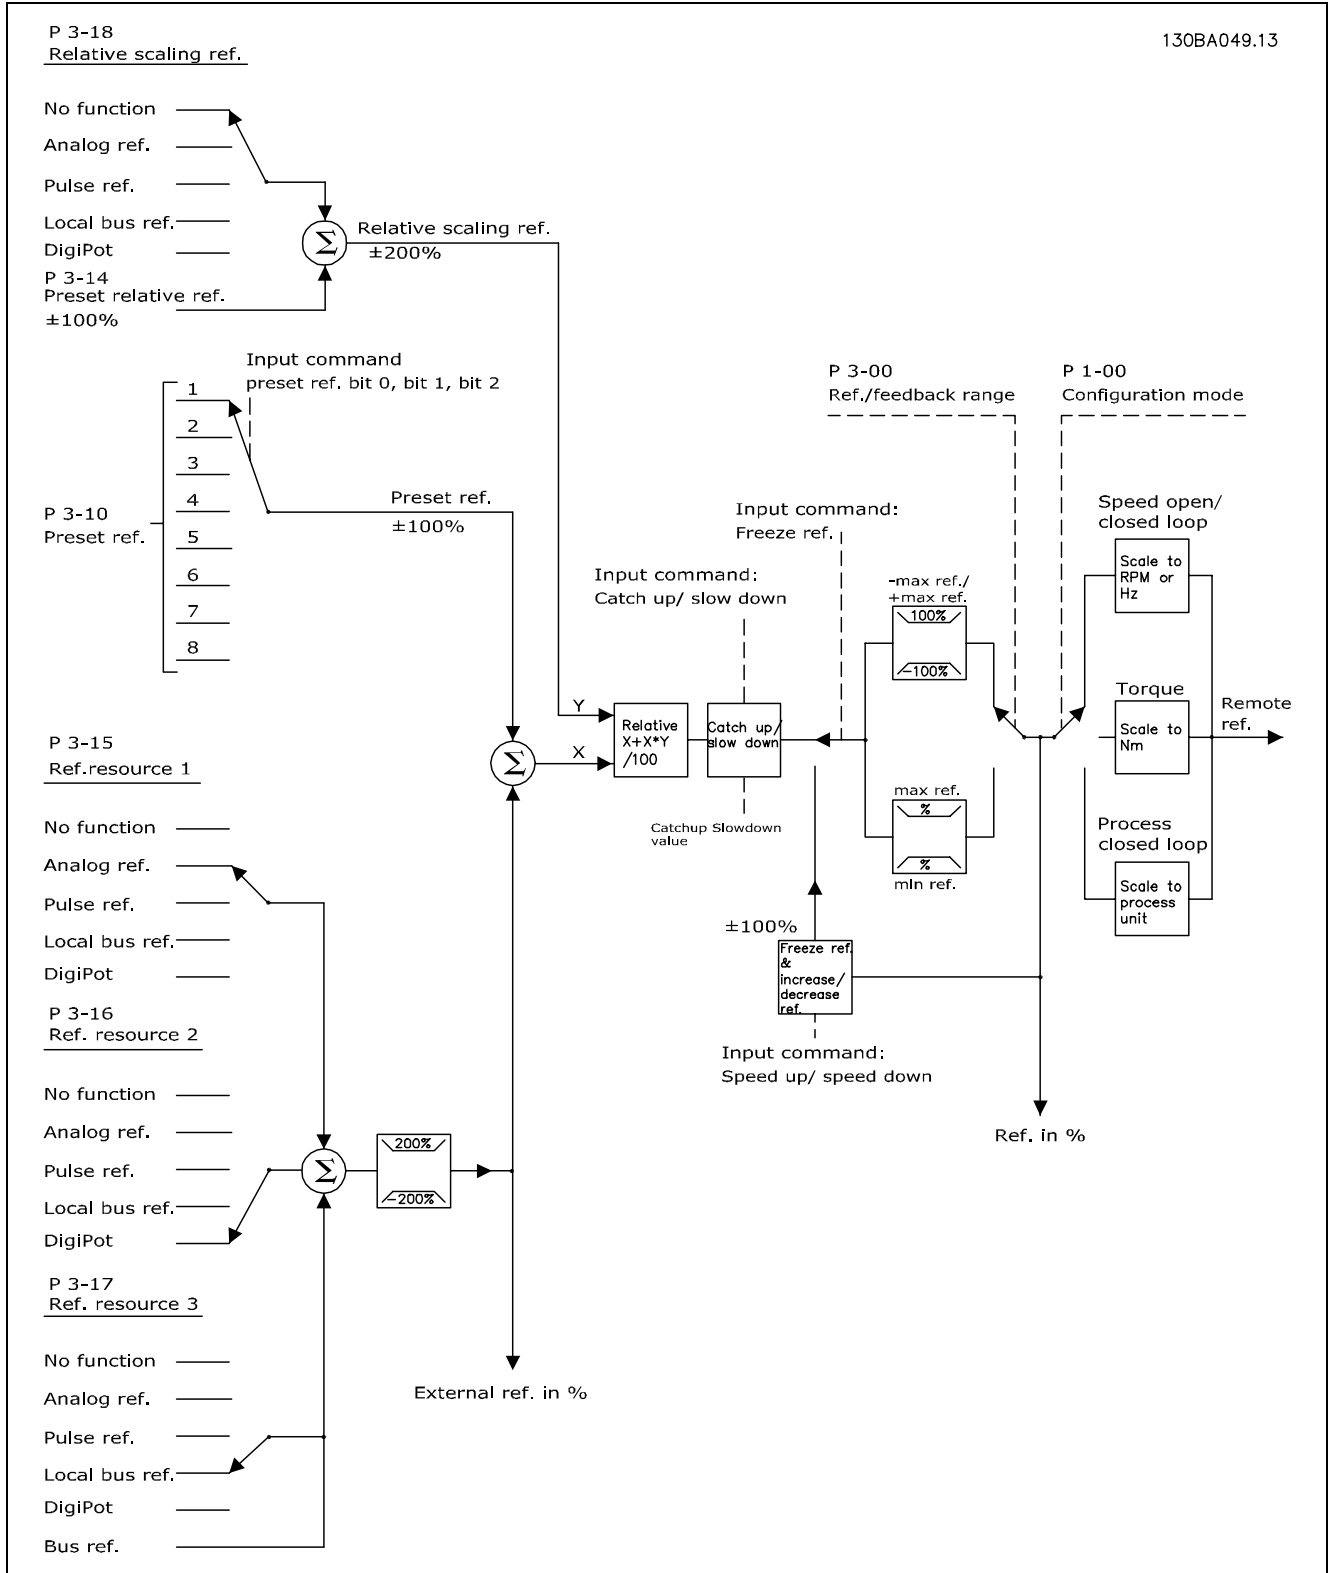 P 3-18
Relative scaling ref.
130BA049.13
No function
Analog ref.
Pulse ref.
Local bus ref.
DigiPot
P 3-14
Preset relative ref.
±100%
Σ
Relative scaling ref.
±200%
Input command
preset ref. bit 0, bit 1, bit 2
P 3-10
Preset ref.
1
2
3
4
5
6
7
8
Preset ref.
±100%
P 3-00
Ref./feedback range
P 1-00
Configuration mode
Input command:
Freeze ref.
Input command:
Catch up/ slow down
-max ref./
+max ref.
100%
-100%
Speed open/
closed loop
Scale to
RPM or
Hz
Y
X
Σ
Relative
X+X*Y
/100
Catch up/
slow down
Catchup Slowdown
value
max ref.
%
%
mIn ref.
Torque
Scale to
Nm
Remote
ref.
Process
closed loop
Scale to
process
unit
±100%
Freeze ref.
&
increase/
decrease
ref.
Input command:
Speed up/ speed down
Ref. in %
P 3-15
Ref.resource 1
No function
Analog ref.
Pulse ref.
Local bus ref.
DigiPot
P 3-16
Ref. resource 2
No function
Analog ref.
Pulse ref.
Local bus ref.
DigiPot
Σ
200%
-200%
P 3-17
Ref. resource 3
No function
Analog ref.
Pulse ref.
Local bus ref.
DigiPot
Bus ref.
External ref. in %